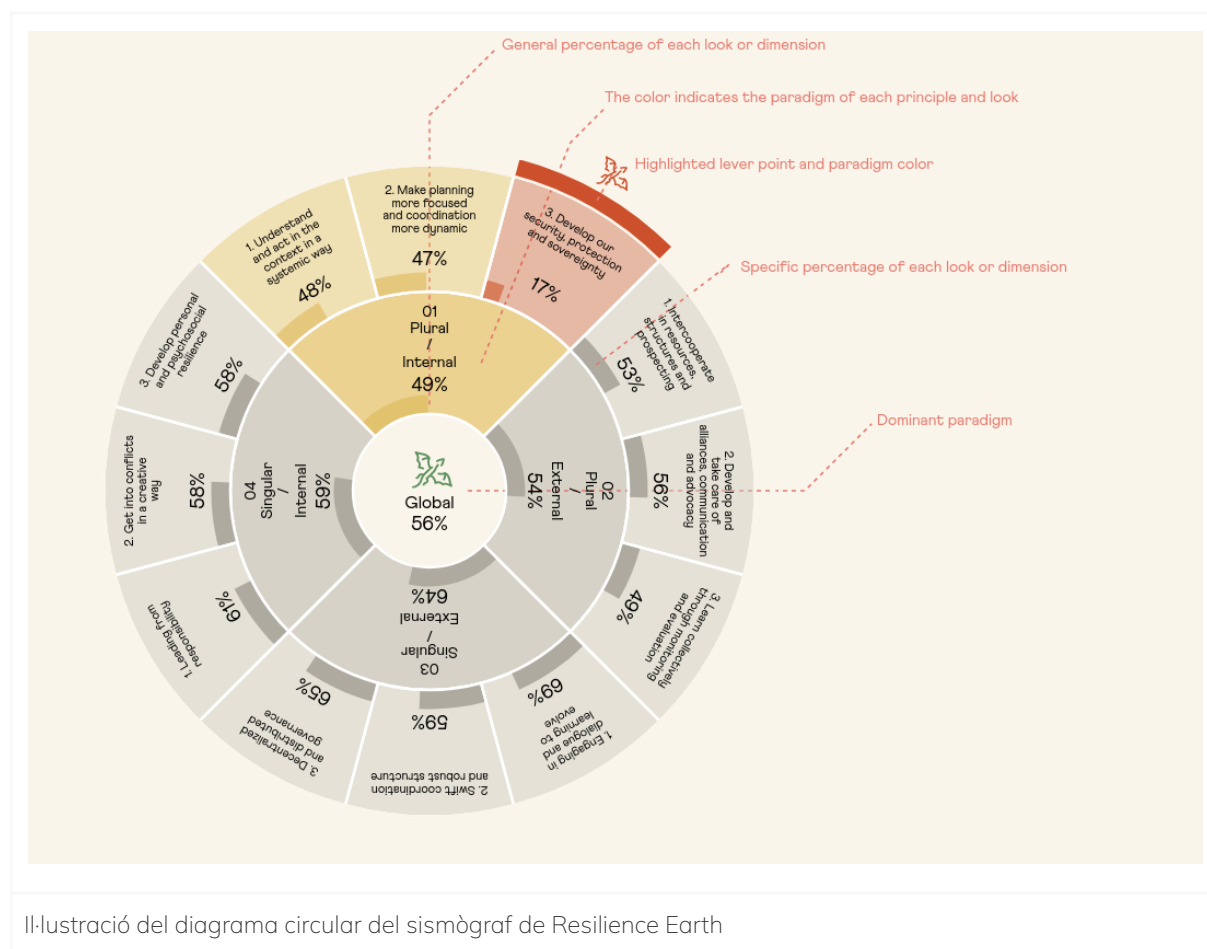 General percentage of each look or dimension
The color indicates the paradigm of each principle and look
Highlighted lever point and paradigm color
Specific percentage of each look or dimension
Dominant paradigm
Global
56%
01
Plural
/
Internal
49%
1. Understand
and act in the
context in a
systemic way
48%
2. Make planning
more focused
and coordination
more dynamic
47%
3. Develop our
security, protection
and sovereignty
17%
02
Plural
/
External
54%
1. Intercooperate
in resources,
structures and
prospecting
53%
2. Develop and
take care of
alliances, communication
and advocacy
56%
3. Learn collectively
through monitoring
and evaluation
49%
03
Singular
/
External
64%
1. Engaging in
dialogue and
learning to
evolve
69%
2. Swift coordination
and robust structure
59%
3. Decentralized
and distributed
governance
65%
04
Singular
/
Internal
59%
1. Leading from
responsibility
61%
2. Get into conflicts
in a creative
way
58%
3. Develop personal
and psychosocial
resilience
58%
Il·lustració del diagrama circular del sismògraf de Resilience Earth